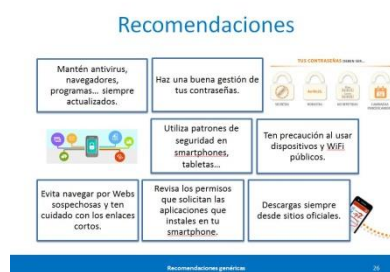 Recomendaciones
Mantén antivirus,
navegadores,
programas... siempre
actualizados.
Haz una buena gestión de
tus contraseñas.
TUS CONTRASEÑAS
Utiliza patrones de
seguridad en
smartphones,
tabletas...
Ten precaución al usar
dispositivos y WiFi
públicos.
Evita navegar por Webs
sospechosas y ten
cuidado con los enlaces
cortos.
Revisa los permisos
que solicitan las
aplicaciones que
instales en tu
smartphone.
Descargas siempre
desde sitios oficiales.
Recomendaciones genéricas
26